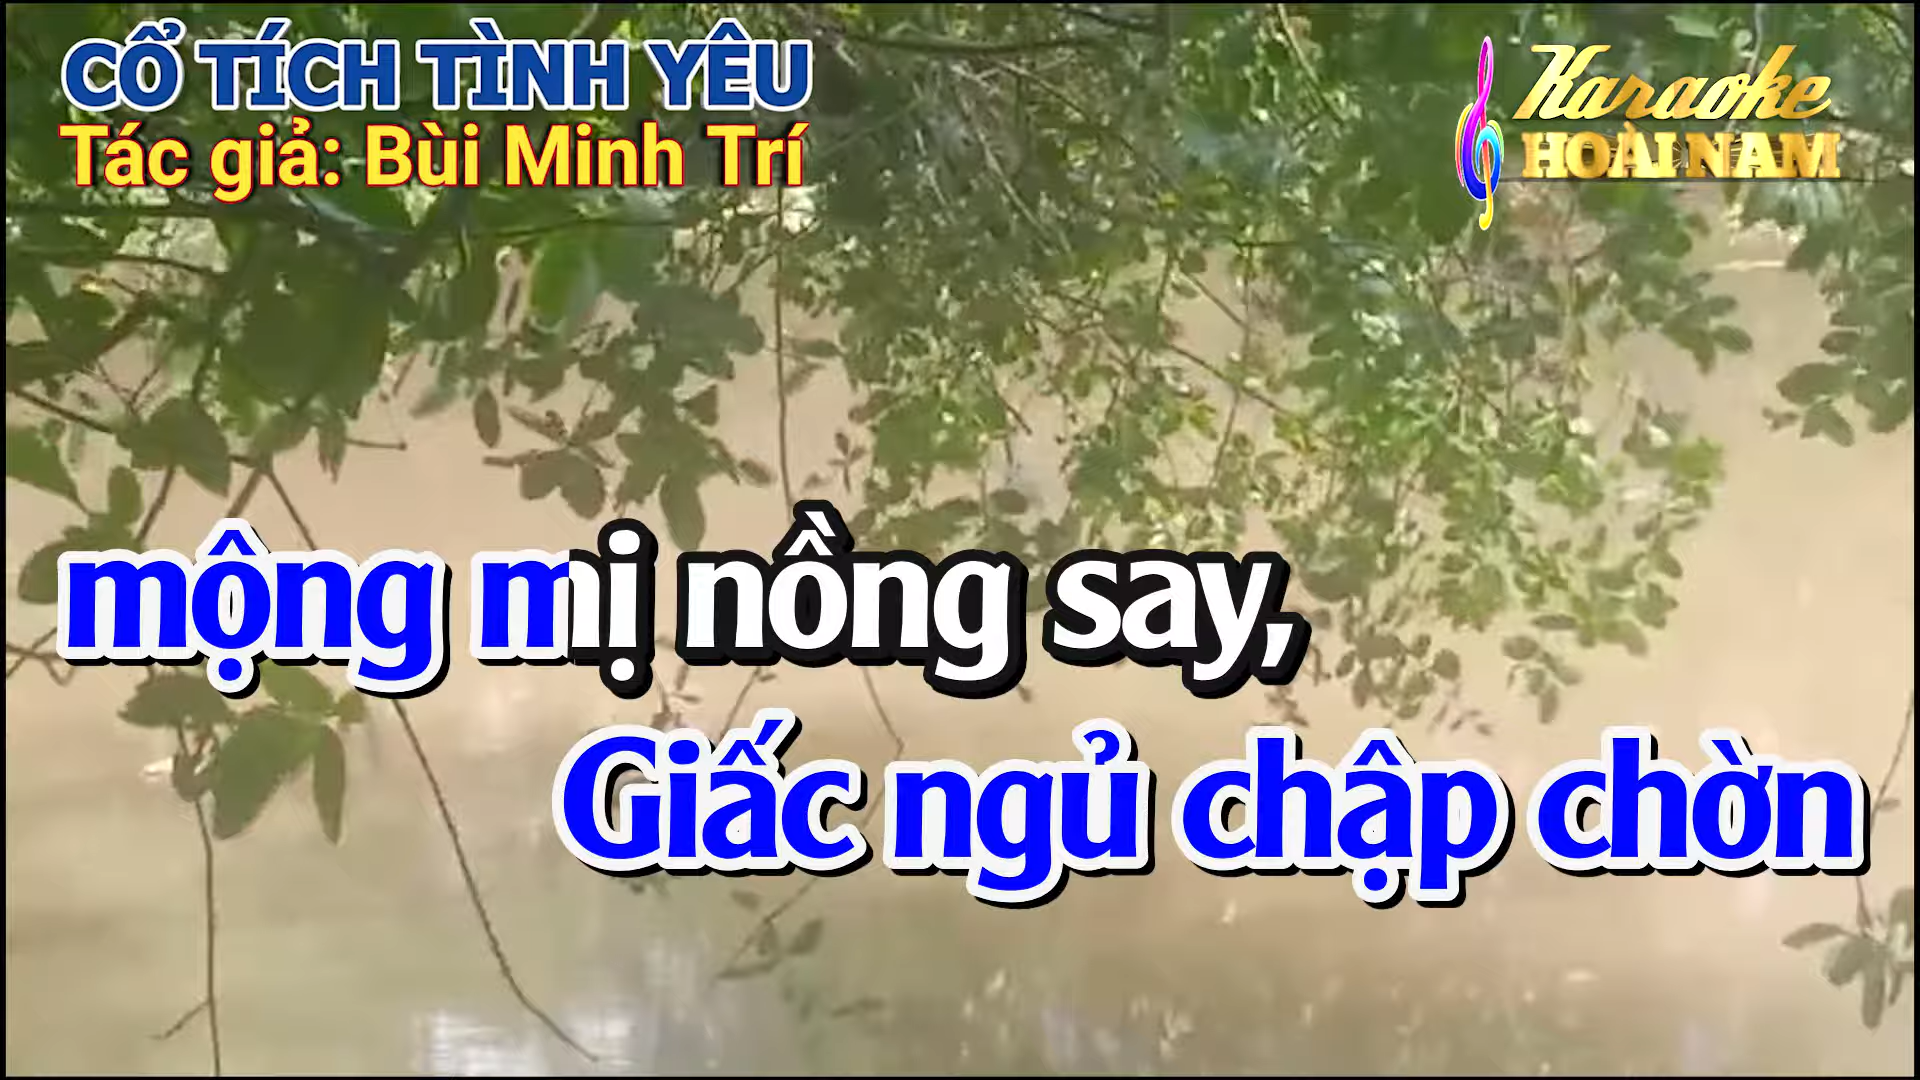 CỔ TÍCH TÌNH YÊU
Tác giả: Bùi Minh Trí
Karaoke
HOÀI NAM
mộng mị nồng say,
Giấc ngủ chập chờn